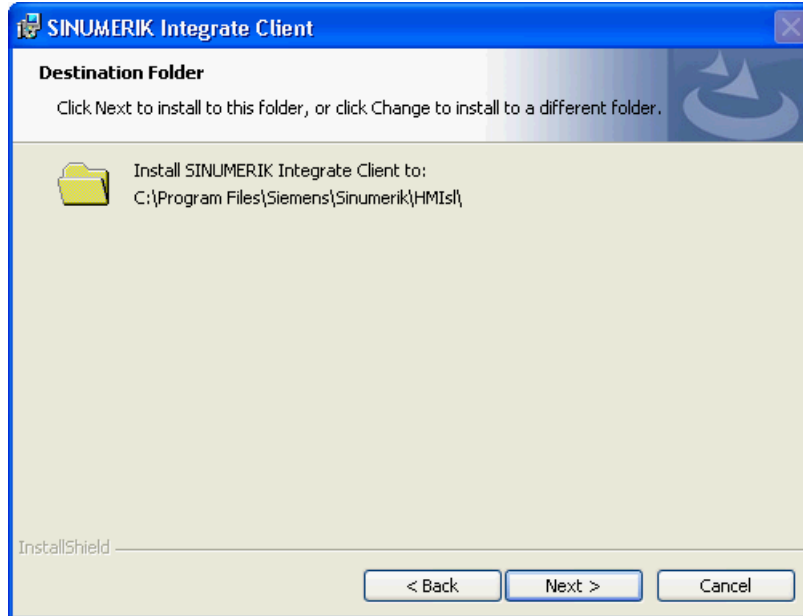 SINUMERIK Integrate Client
Destination Folder
Click Next to install to this folder, or click Change to install to a different folder.
Install SINUMERIK Integrate Client to:
C:\Program Files\Siemens\Sinumerik\HMIsl\
InstallShield
< Back Next > Cancel